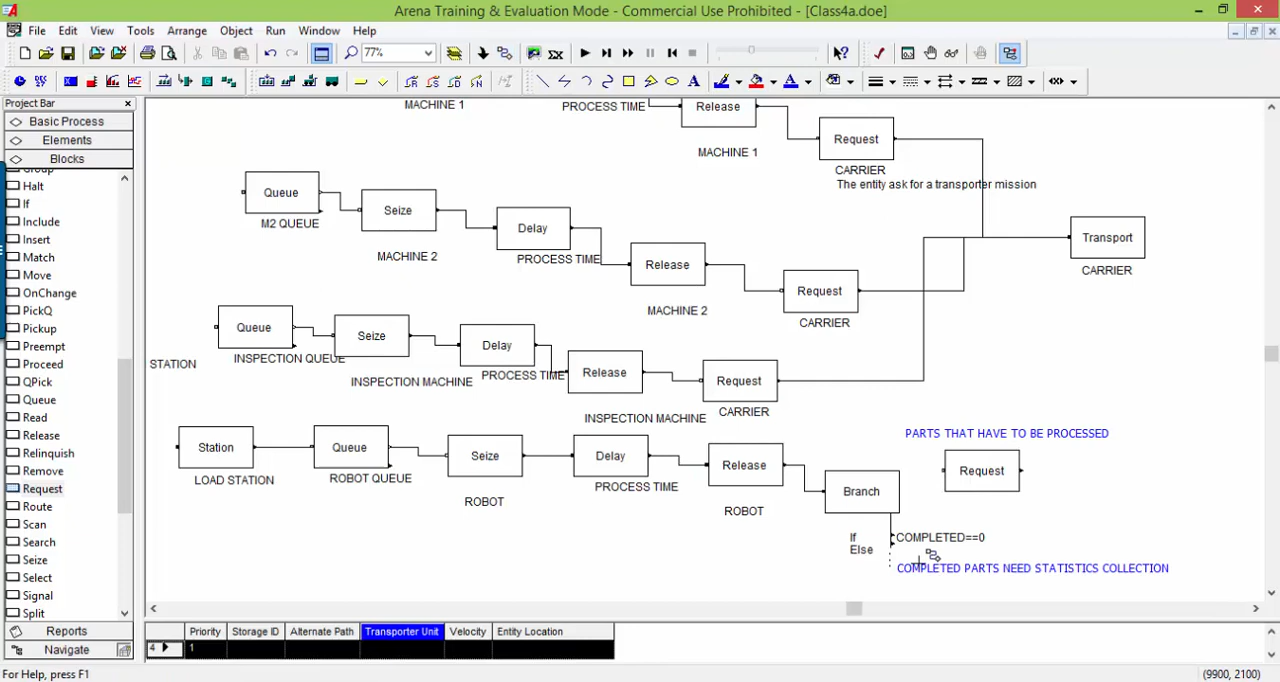 Arena Training & Evaluation Mode - Commercial Use Prohibited - [Class4a.doe]
File Edit View Tools Arrange Object Run Window Help
77%
Project Bar
Basic Process
Elements
Blocks
Halt
If
Include
Insert
Match
Move
OnChange
PickQ
Pickup
Preempt
Proceed
QPick
Queue
Read
Release
Relinquish
Remove
Request
Route
Scan
Search
Seize
Select
Signal
Split
Reports
Navigate
MACHINE 1
PROCESS TIME
Release
MACHINE 1
Request
CARRIER
The entity ask for a transporter mission
Queue
M2 QUEUE
Seize
MACHINE 2
Delay
PROCESS TIME
Release
MACHINE 2
Request
CARRIER
Transport
CARRIER
STATION
Queue
INSPECTION QUEUE
Seize
INSPECTION MACHINE
Delay
PROCESS TIME
Release
INSPECTION MACHINE
Request
CARRIER
Station
LOAD STATION
Queue
ROBOT QUEUE
Seize
ROBOT
Delay
PROCESS TIME
Release
ROBOT
Branch
If
Else
COMPLETED==0
PARTS THAT HAVE TO BE PROCESSED
Request
COMPLETED PARTS NEED STATISTICS COLLECTION
Priority Storage ID Alternate Path Transporter Unit Velocity Entity Location
4 1
For Help, press F1
(9900, 2100)